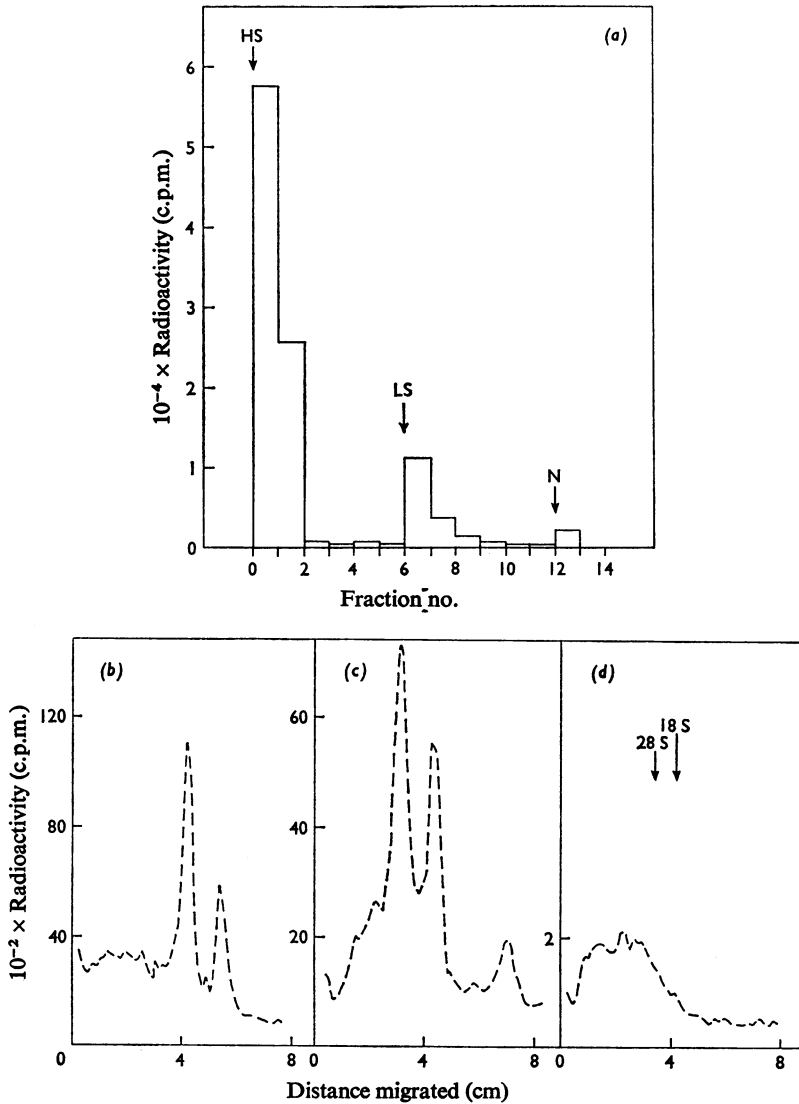 HS
(a)
6
5
4
3
2
1
0
LS
N
10⁻⁴ × Radioactivity (c.p.m.)
0 2 4 6 8 10 12 14
Fraction no.
(b) (c) (d)
120
80
40
0
60
40
20
2
28 S
18 S
10⁻² × Radioactivity (c.p.m.)
4 8 0 4 8 0 4 8
Distance migrated (cm)